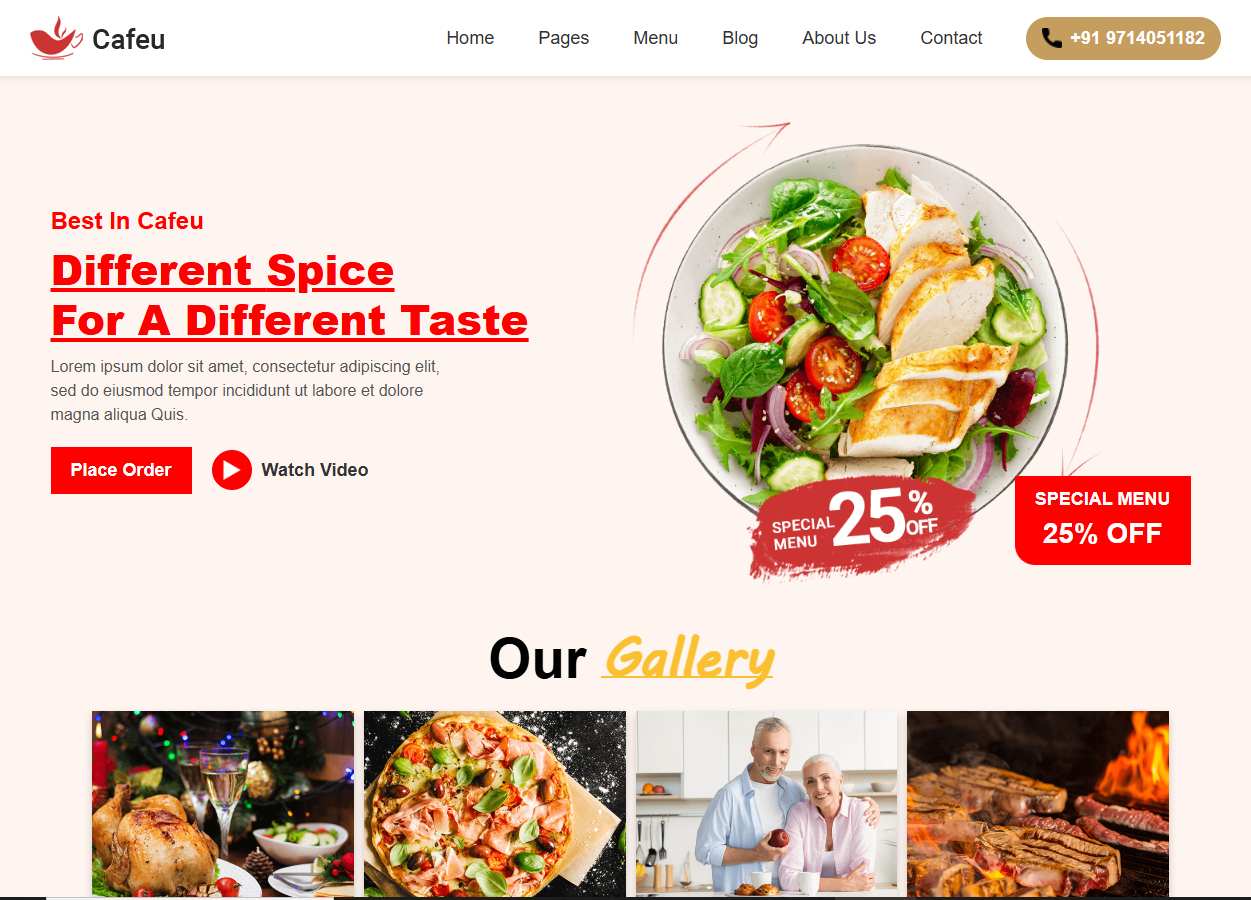 Cafeu
Home
Pages
Menu
Blog
About Us
Contact
+91 9714051182
Best In Cafeu
Different Spice
For A Different Taste
Lorem ipsum dolor sit amet, consectetur adipiscing elit,
sed do eiusmod tempor incididunt ut labore et dolore
magna aliqua Quis.
Place Order
Watch Video
SPECIAL
MENU
25%
OFF
SPECIAL MENU
25% OFF
Our Gallery